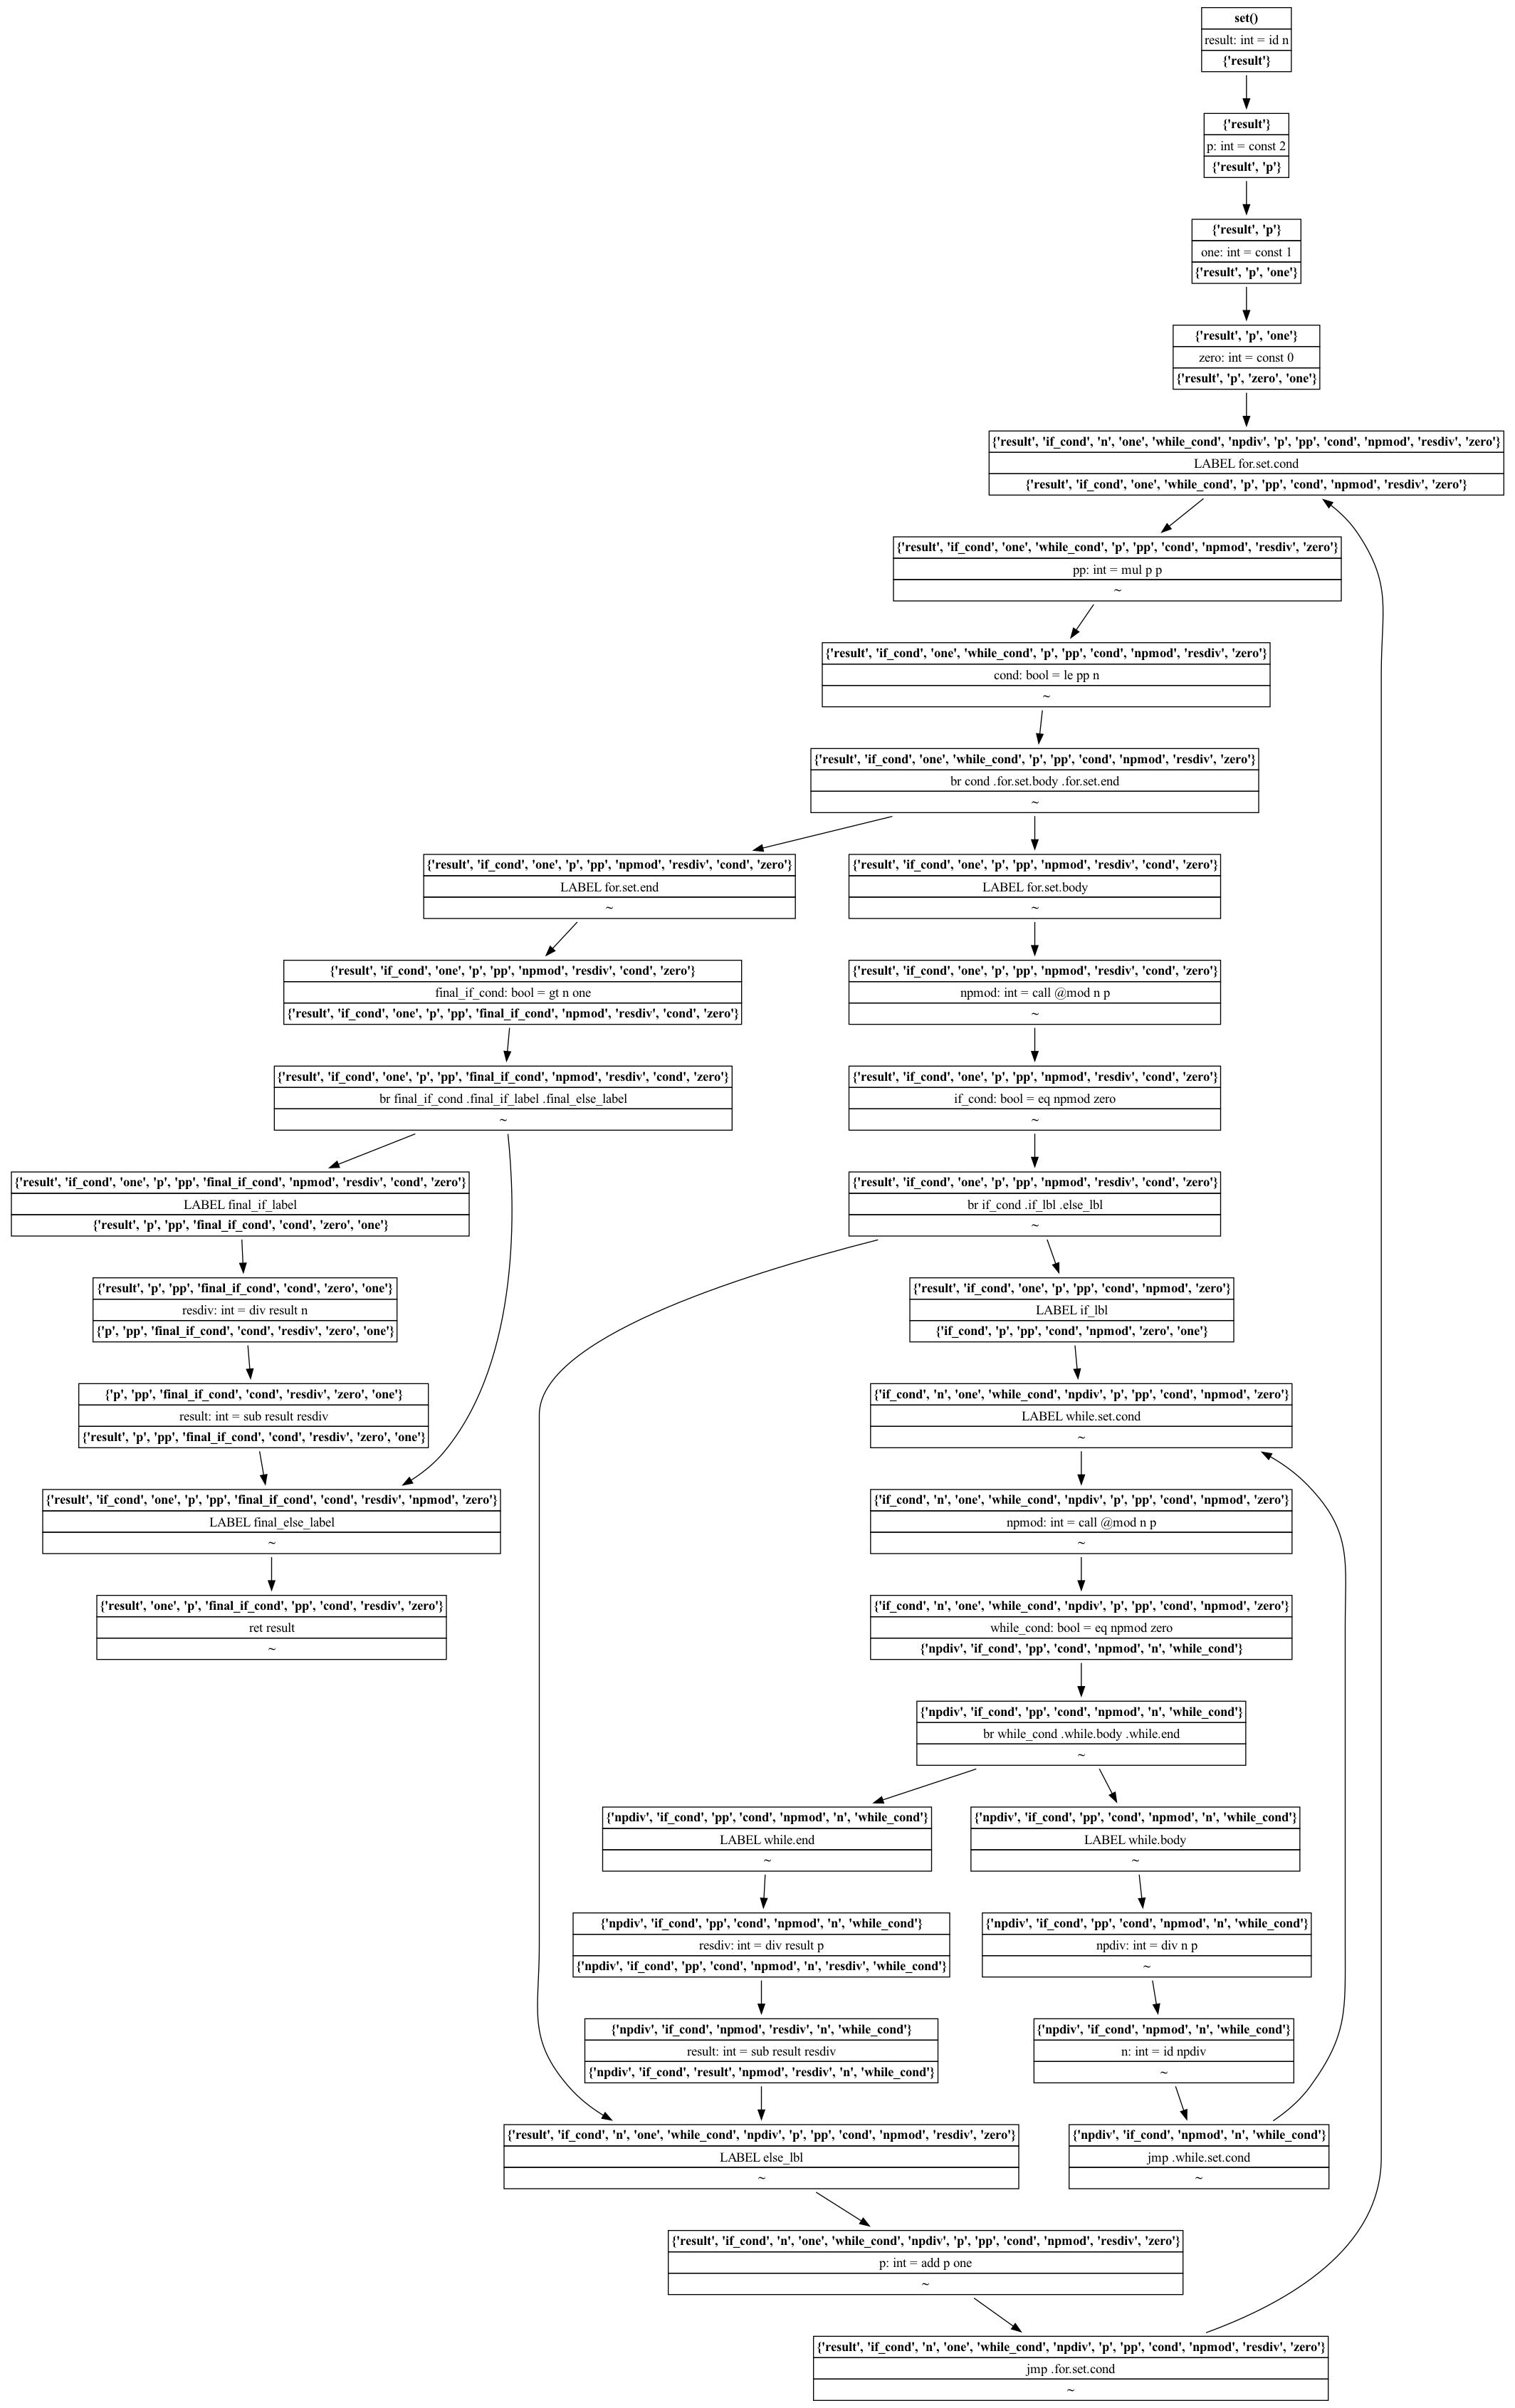 set()
result: int = id n
{'result'}
{'result'}
p: int = const 2
{'result', 'p'}
{'result', 'p'}
one: int = const 1
{'result', 'p', 'one'}
{'result', 'p', 'one'}
zero: int = const 0
{'result', 'p', 'zero', 'one'}
{'result', 'if_cond', 'n', 'one', 'while_cond', 'npdiv', 'p', 'pp', 'cond', 'npmod', 'resdiv', 'zero'}
LABEL for.set.cond
{'result', 'if_cond', 'one', 'while_cond', 'p', 'pp', 'cond', 'npmod', 'resdiv', 'zero'}
{'result', 'if_cond', 'one', 'while_cond', 'p', 'pp', 'cond', 'npmod', 'resdiv', 'zero'}
pp: int = mul p p
~
{'result', 'if_cond', 'one', 'while_cond', 'p', 'pp', 'cond', 'npmod', 'resdiv', 'zero'}
cond: bool = le pp n
~
{'result', 'if_cond', 'one', 'while_cond', 'p', 'pp', 'cond', 'npmod', 'resdiv', 'zero'}
br cond .for.set.body .for.set.end
~
{'result', 'if_cond', 'one', 'p', 'pp', 'npmod', 'resdiv', 'cond', 'zero'}
LABEL for.set.end
~
{'result', 'if_cond', 'one', 'p', 'pp', 'npmod', 'resdiv', 'cond', 'zero'}
LABEL for.set.body
~
{'result', 'if_cond', 'one', 'p', 'pp', 'npmod', 'resdiv', 'cond', 'zero'}
final_if_cond: bool = gt n one
{'result', 'if_cond', 'one', 'p', 'pp', 'final_if_cond', 'npmod', 'resdiv', 'cond', 'zero'}
{'result', 'if_cond', 'one', 'p', 'pp', 'npmod', 'resdiv', 'cond', 'zero'}
npmod: int = call @mod n p
~
{'result', 'if_cond', 'one', 'p', 'pp', 'final_if_cond', 'npmod', 'resdiv', 'cond', 'zero'}
br final_if_cond .final_if_label .final_else_label
~
{'result', 'if_cond', 'one', 'p', 'pp', 'npmod', 'resdiv', 'cond', 'zero'}
if_cond: bool = eq npmod zero
~
{'result', 'if_cond', 'one', 'p', 'pp', 'final_if_cond', 'npmod', 'resdiv', 'cond', 'zero'}
LABEL final_if_label
{'result', 'p', 'pp', 'final_if_cond', 'cond', 'zero', 'one'}
{'result', 'if_cond', 'one', 'p', 'pp', 'npmod', 'resdiv', 'cond', 'zero'}
br if_cond .if_lbl .else_lbl
~
{'result', 'p', 'pp', 'final_if_cond', 'cond', 'zero', 'one'}
resdiv: int = div result n
{'p', 'pp', 'final_if_cond', 'cond', 'resdiv', 'zero', 'one'}
{'result', 'if_cond', 'one', 'p', 'pp', 'cond', 'npmod', 'zero'}
LABEL if_lbl
{'if_cond', 'p', 'pp', 'cond', 'npmod', 'zero', 'one'}
{'p', 'pp', 'final_if_cond', 'cond', 'resdiv', 'zero', 'one'}
result: int = sub result resdiv
{'result', 'p', 'pp', 'final_if_cond', 'cond', 'resdiv', 'zero', 'one'}
{'if_cond', 'n', 'one', 'while_cond', 'npdiv', 'p', 'pp', 'cond', 'npmod', 'zero'}
LABEL while.set.cond
~
{'result', 'if_cond', 'one', 'p', 'pp', 'final_if_cond', 'cond', 'resdiv', 'npmod', 'zero'}
LABEL final_else_label
~
{'if_cond', 'n', 'one', 'while_cond', 'npdiv', 'p', 'pp', 'cond', 'npmod', 'zero'}
npmod: int = call @mod n p
~
{'result', 'one', 'p', 'final_if_cond', 'pp', 'cond', 'resdiv', 'zero'}
ret result
~
{'if_cond', 'n', 'one', 'while_cond', 'npdiv', 'p', 'pp', 'cond', 'npmod', 'zero'}
while_cond: bool = eq npmod zero
{'npdiv', 'if_cond', 'pp', 'cond', 'npmod', 'n', 'while_cond'}
{'npdiv', 'if_cond', 'pp', 'cond', 'npmod', 'n', 'while_cond'}
br while_cond .while.body .while.end
~
{'npdiv', 'if_cond', 'pp', 'cond', 'npmod', 'n', 'while_cond'}
LABEL while.end
~
{'npdiv', 'if_cond', 'pp', 'cond', 'npmod', 'n', 'while_cond'}
LABEL while.body
~
{'npdiv', 'if_cond', 'pp', 'cond', 'npmod', 'n', 'while_cond'}
resdiv: int = div result p
{'npdiv', 'if_cond', 'pp', 'cond', 'npmod', 'n', 'resdiv', 'while_cond'}
{'npdiv', 'if_cond', 'pp', 'cond', 'npmod', 'n', 'while_cond'}
npdiv: int = div n p
~
{'npdiv', 'if_cond', 'npmod', 'resdiv', 'n', 'while_cond'}
result: int = sub result resdiv
{'npdiv', 'if_cond', 'result', 'npmod', 'resdiv', 'n', 'while_cond'}
{'npdiv', 'if_cond', 'npmod', 'n', 'while_cond'}
n: int = id npdiv
~
{'result', 'if_cond', 'n', 'one', 'while_cond', 'npdiv', 'p', 'pp', 'cond', 'npmod', 'resdiv', 'zero'}
LABEL else_lbl
~
{'npdiv', 'if_cond', 'npmod', 'n', 'while_cond'}
jmp .while.set.cond
~
{'result', 'if_cond', 'n', 'one', 'while_cond', 'npdiv', 'p', 'pp', 'cond', 'npmod', 'resdiv', 'zero'}
p: int = add p one
~
{'result', 'if_cond', 'n', 'one', 'while_cond', 'npdiv', 'p', 'pp', 'cond', 'npmod', 'resdiv', 'zero'}
jmp .for.set.cond
~